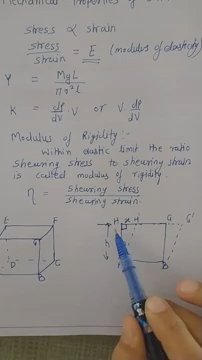 Mechanical Properties of
stress ∝ strain
stress / strain = E (modulus of elasticity)
Y = MgL / πr²L
K = dP/dV V or V dP/dV
Modulus of Rigidity :-
Within elastic limit the ratio
shearing stress to shearing strain
is called modulus of rigidity.
η = Shearing stress / Shearing strain
E F H G G'
D G